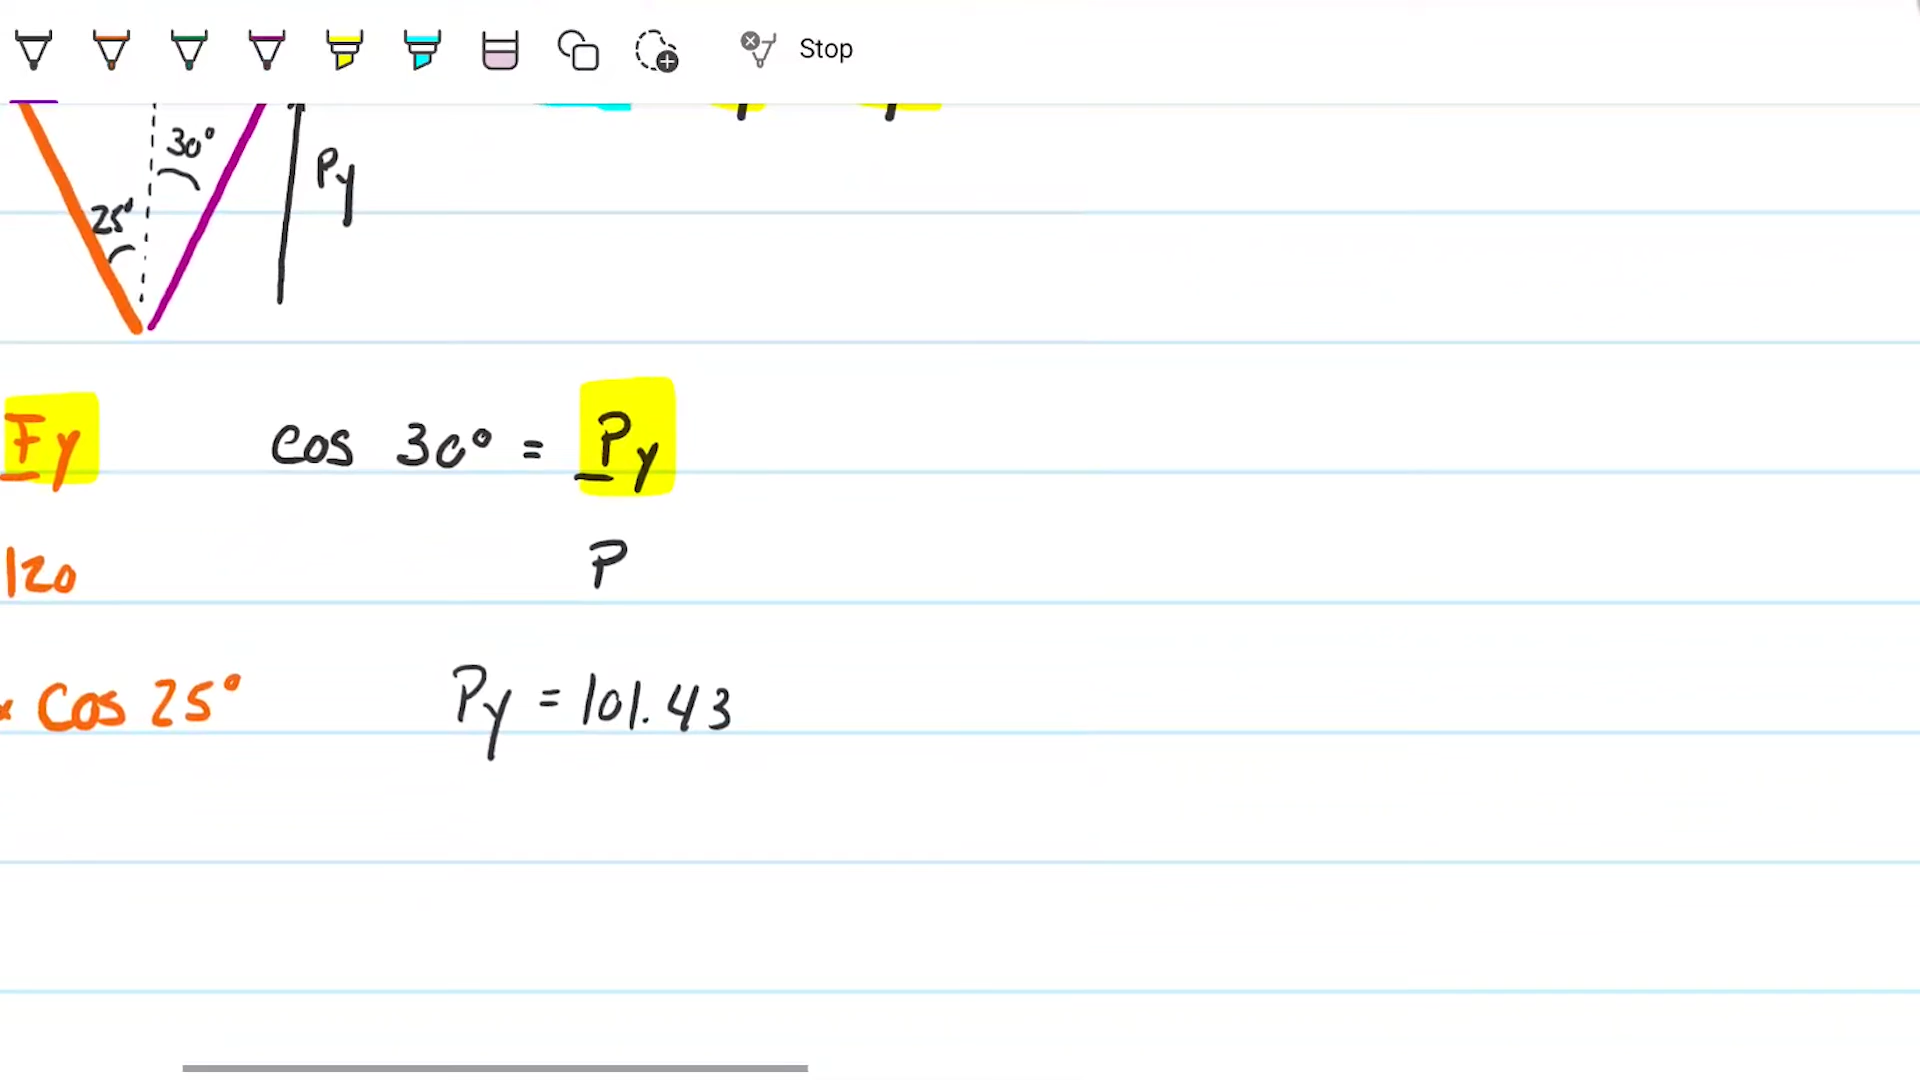 Stop
30°
Py
25°
Fy
cos 30° = Py
120
P
× Cos 25°
Py = 101.43